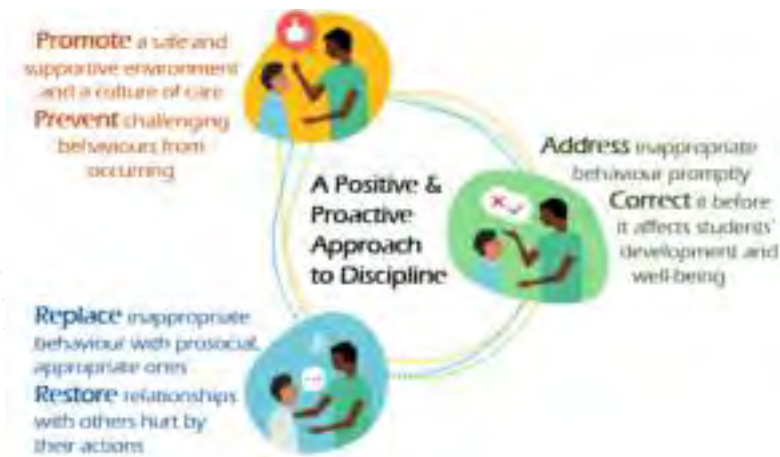 Promote a safe and
supportive environment
and a culture of care
Prevent challenging
behaviours from
occurring
A Positive &
Proactive
Approach
to Discipline
Address inappropriate
behaviour promptly
Correct it before
it affects students'
development and
well-being
Replace inappropriate
behaviour with prosocial,
appropriate ones
Restore relationships
with others hurt by
their actions